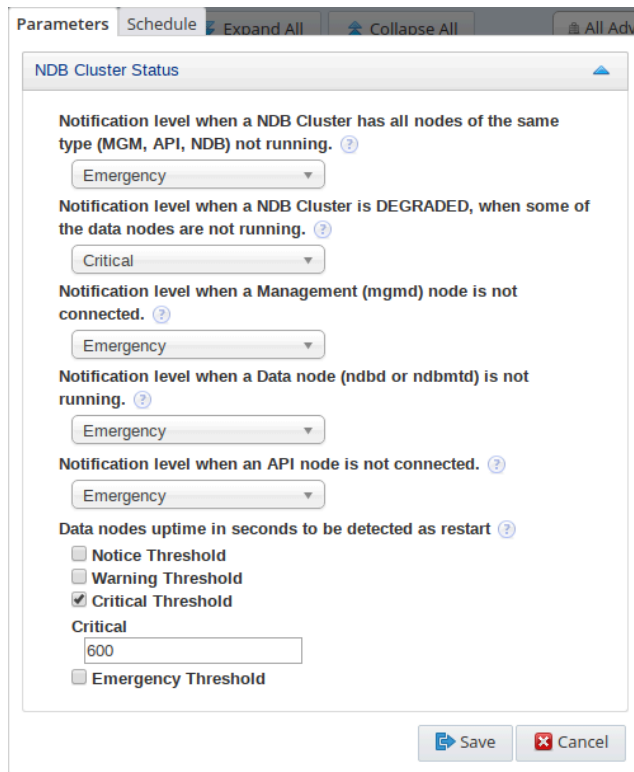 Parameters Schedule Expand All Collapse All All Adv
NDB Cluster Status
Notification level when a NDB Cluster has all nodes of the same
type (MGM, API, NDB) not running. ?
Emergency
Notification level when a NDB Cluster is DEGRADED, when some of
the data nodes are not running. ?
Critical
Notification level when a Management (mgmd) node is not
connected. ?
Emergency
Notification level when a Data node (ndbd or ndbmtd) is not
running. ?
Emergency
Notification level when an API node is not connected. ?
Emergency
Data nodes uptime in seconds to be detected as restart ?
Notice Threshold
Warning Threshold
Critical Threshold
Critical
600
Emergency Threshold
Save Cancel